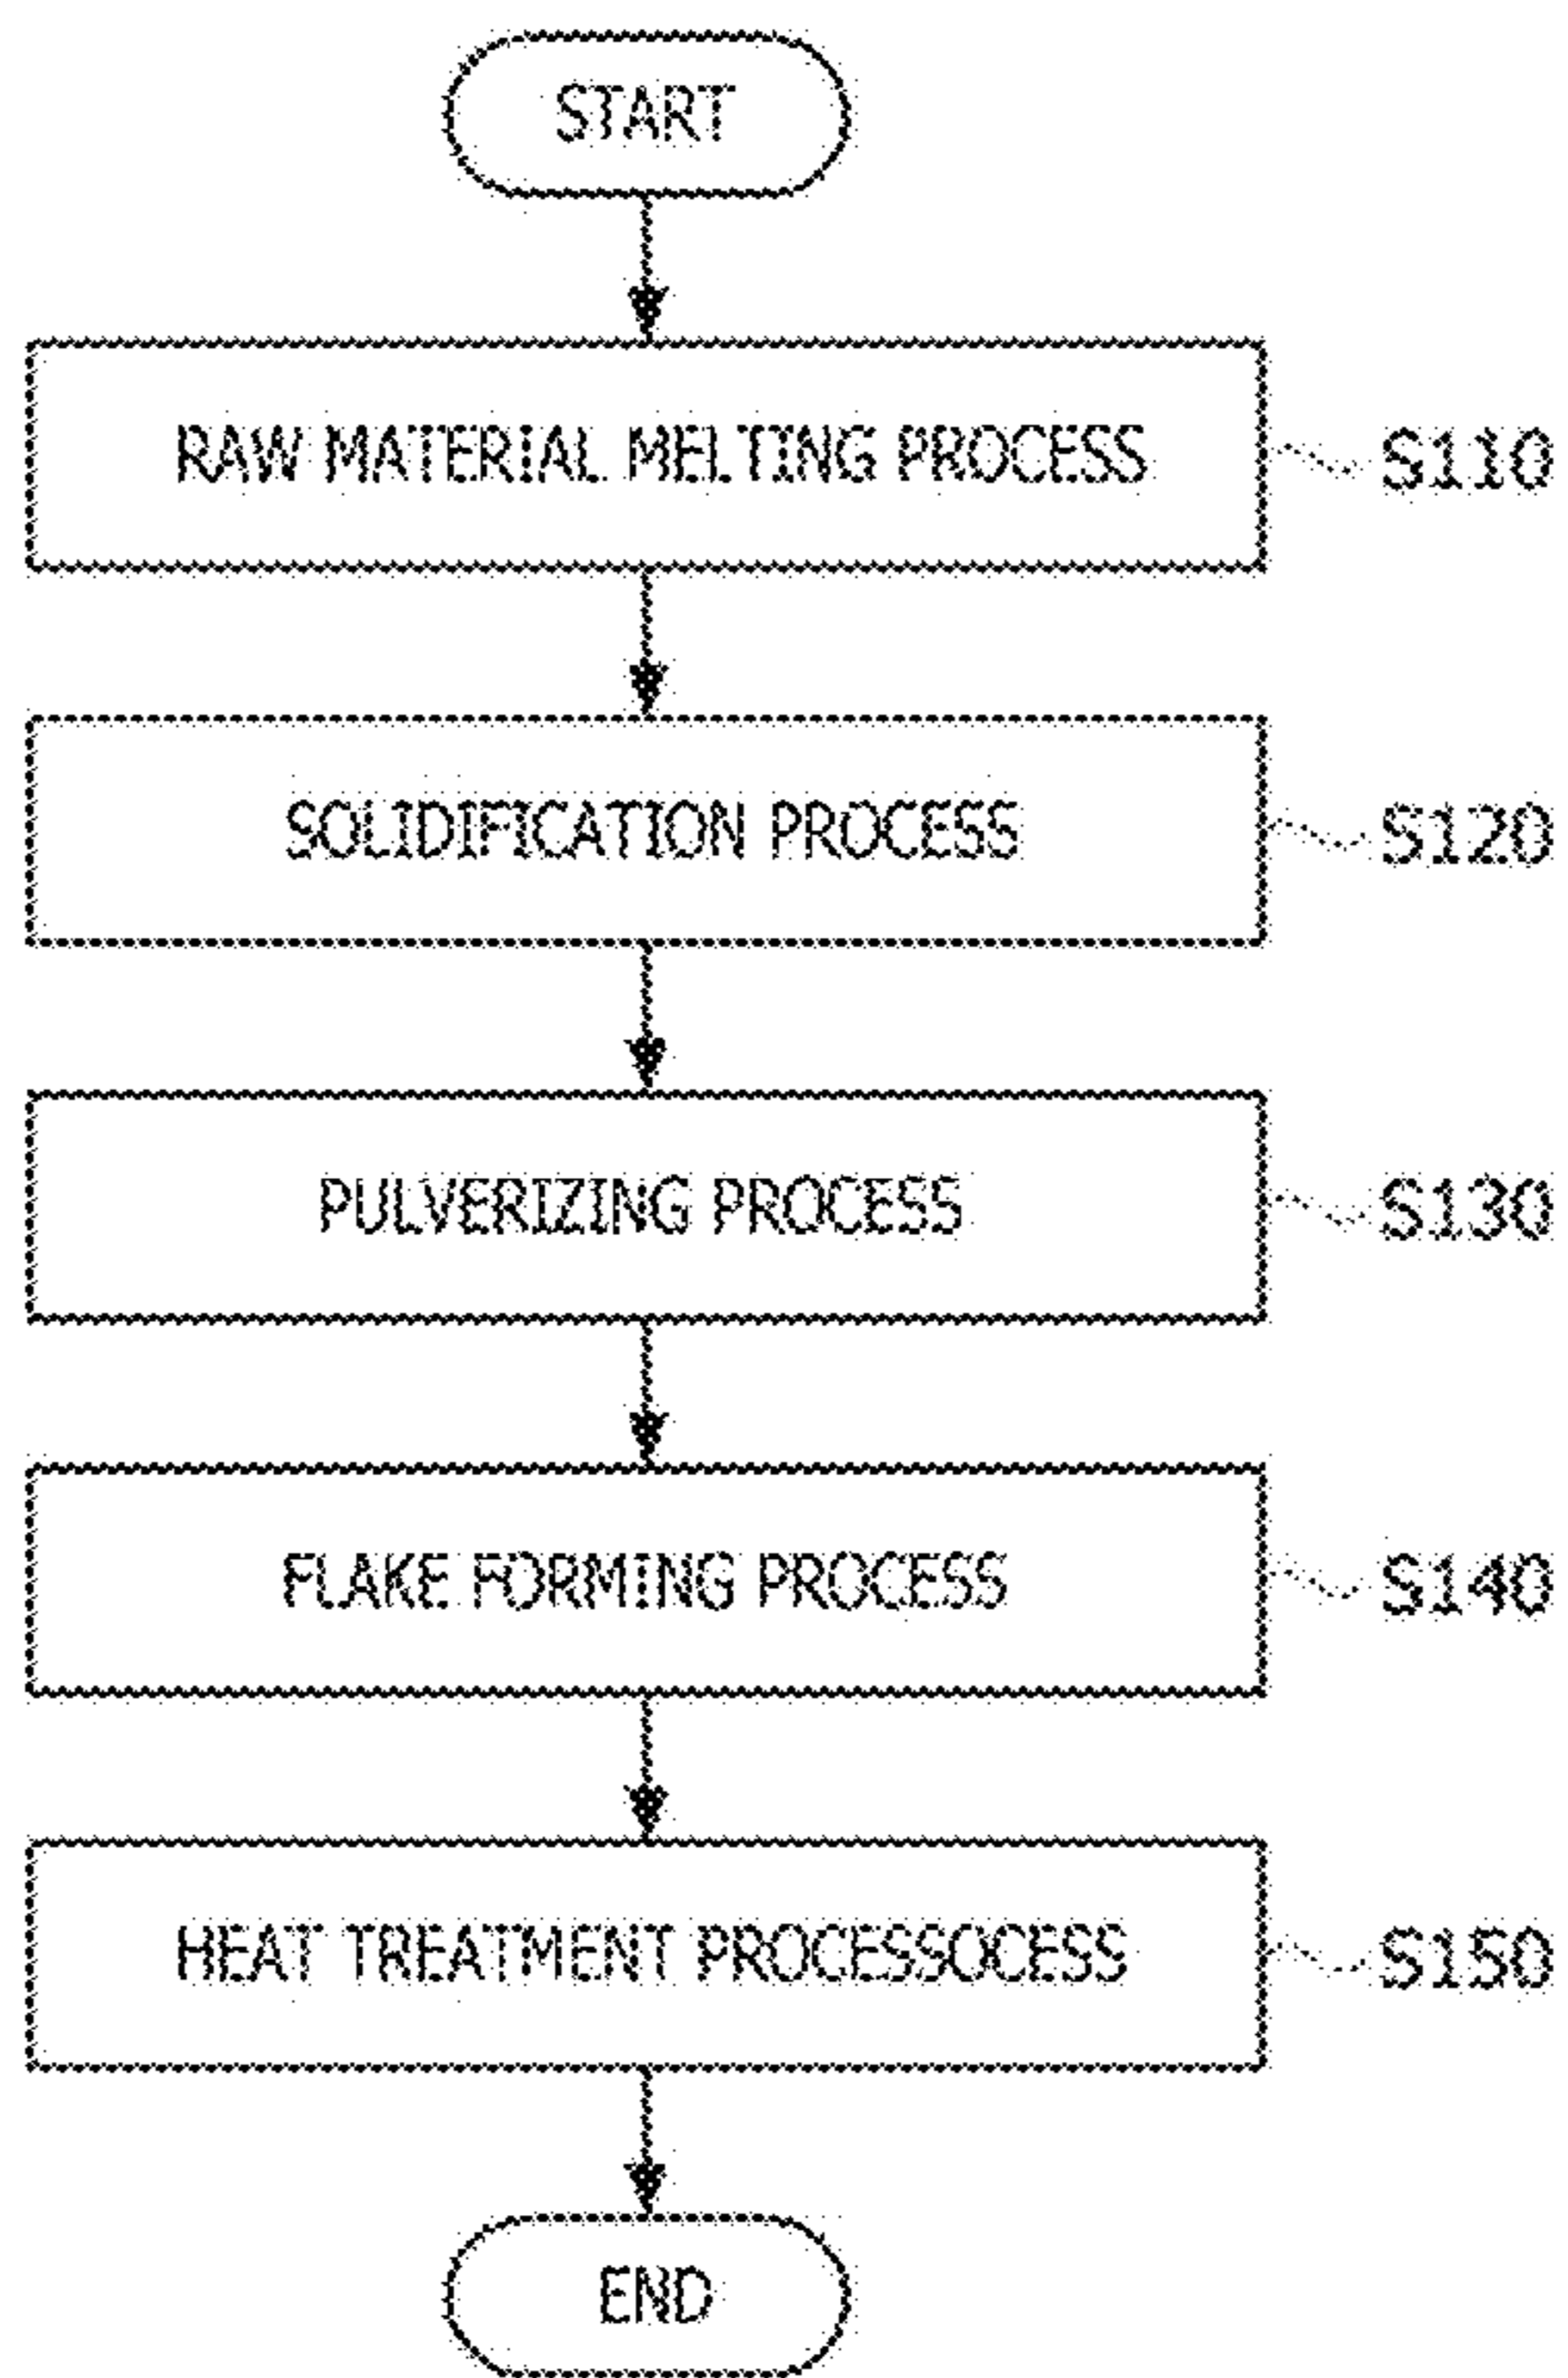 START
RAW MATERIAL MELTING PROCESS
S110
SOLIDIFICATION PROCESS
S120
PULVERIZING PROCESS
S130
FLAKE FORMING PROCESS
S140
HEAT TREATMENT PROCESSOCESS
S150
END